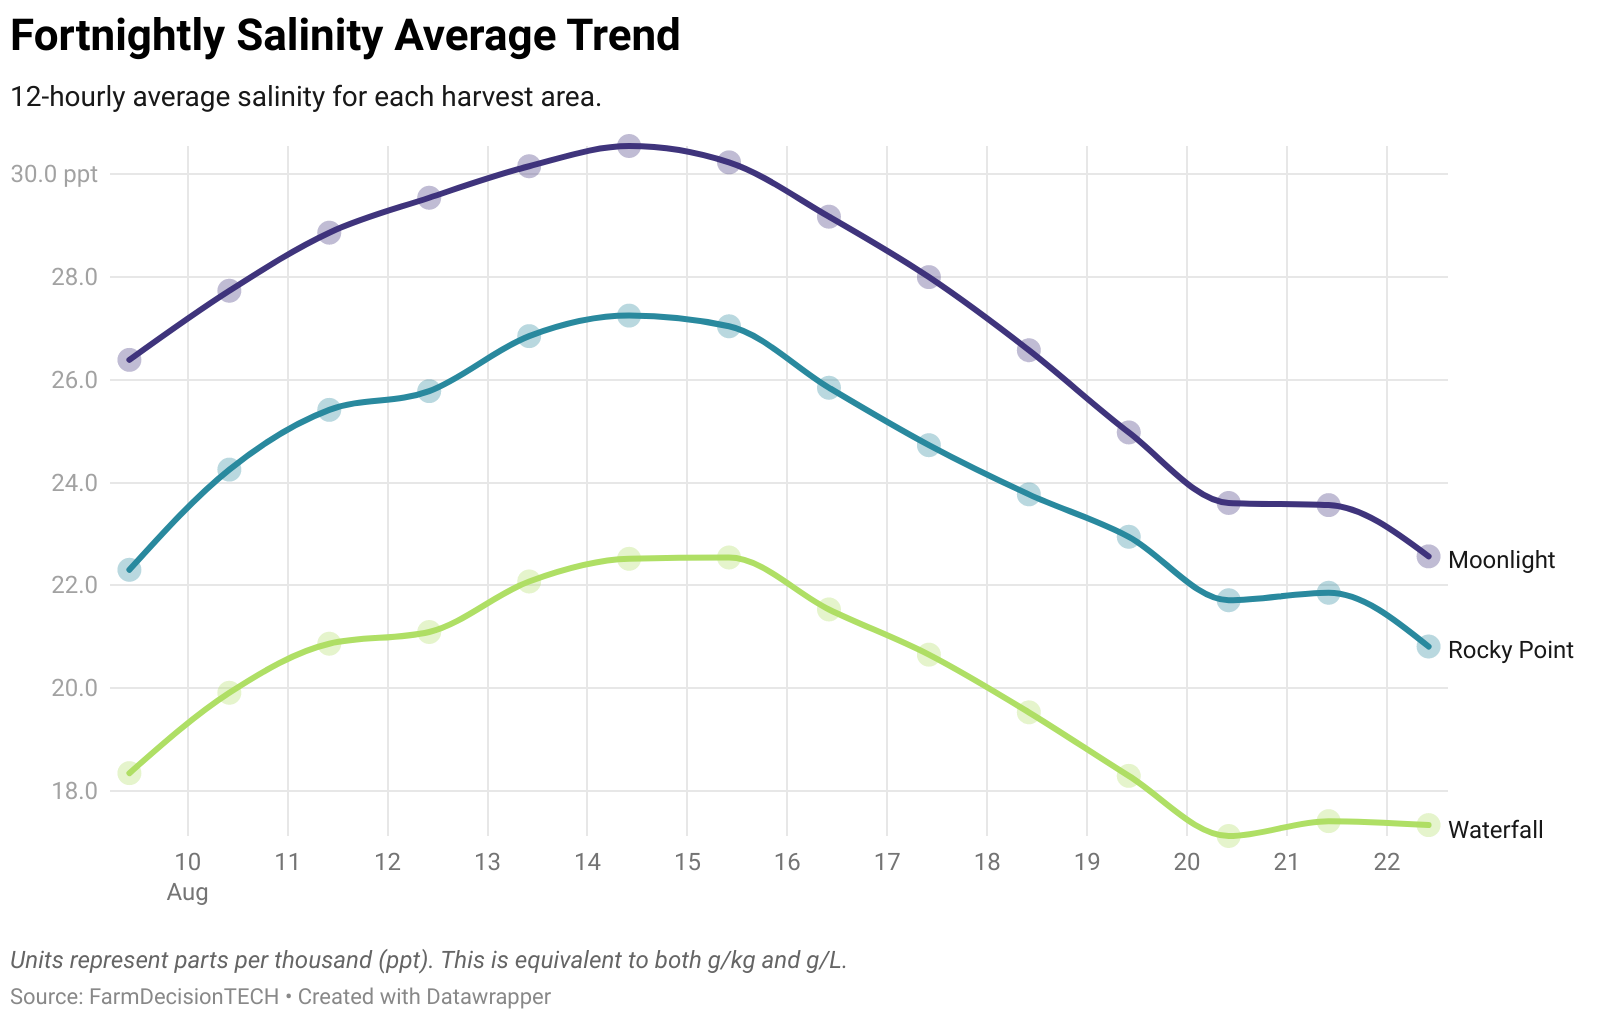 Fortnightly Salinity Average Trend
12-hourly average salinity for each harvest area.
30.0 ppt
28.0
26.0
24.0
22.0
20.0
18.0
Moonlight
Rocky Point
Waterfall
10 11 12 13 14 15 16 17 18 19 20 21 22
Aug
Units represent parts per thousand (ppt). This is equivalent to both g/kg and g/L.
Source: FarmDecisionTECH • Created with Datawrapper